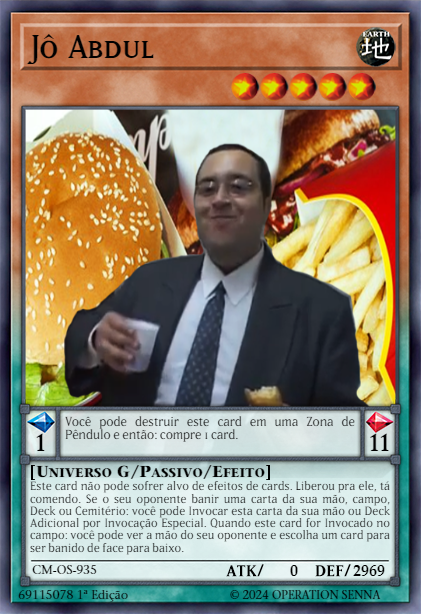 Jô Abdul
EARTH
地
Você pode destruir este card em uma Zona de
Pêndulo e então: compre 1 card.
1
11
[Universo G/Passivo/Efeito]
Este card não pode sofrer alvo de efeitos de cards. Liberou pra ele, tá
comendo. Se o seu oponente banir uma carta da sua mão, campo,
Deck ou Cemitério: você pode Invocar esta carta da sua mão ou Deck
Adicional por Invocação Especial. Quando este card for Invocado no
campo: você pode ver a mão do seu oponente e escolha um card para
ser banido de face para baixo.
CM-OS-935
ATK/ 0 DEF/2969
69115078 1ª Edição
© 2024 OPERATION SENNA